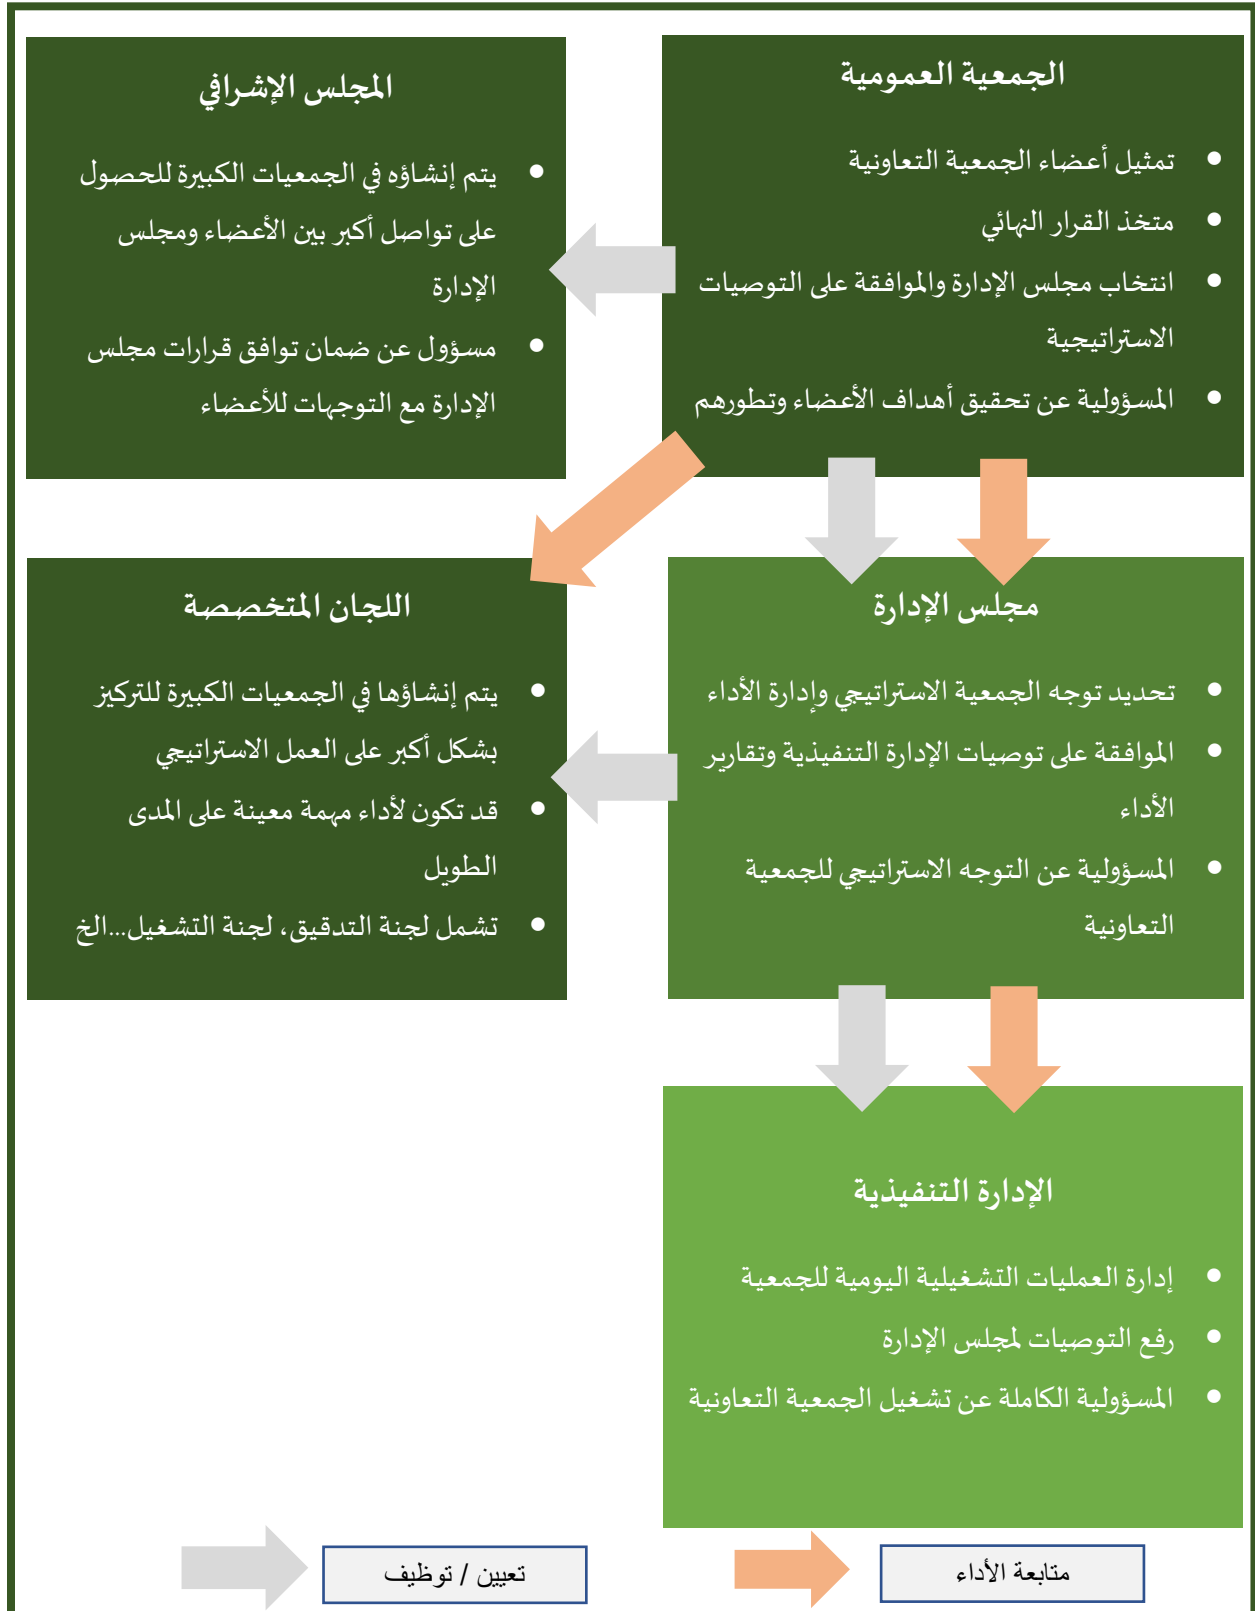 الجمعية العمومية
تمثيل أعضاء الجمعية التعاونية
متخذ القرار النهائي
انتخاب مجلس الإدارة والموافقة على التوصيات
الاستراتيجية
المسؤولية عن تحقيق أهداف الأعضاء وتطورهم
المجلس الإشرافي
يتم إنشاؤه في الجمعيات الكبيرة للحصول
على تواصل أكبر بين الأعضاء ومجلس
الإدارة
مسؤول عن ضمان توافق قرارات مجلس
الإدارة مع التوجهات للأعضاء
مجلس الإدارة
تحديد توجه الجمعية الاستراتيجي وإدارة الأداء
الموافقة على توصيات الإدارة التنفيذية وتقارير
الأداء
المسؤولية عن التوجه الاستراتيجي للجمعية
التعاونية
اللجان المتخصصة
يتم إنشاؤها في الجمعيات الكبيرة للتركيز
بشكل أكبر على العمل الاستراتيجي
قد تكون لأداء مهمة معينة على المدى
الطويل
تشمل لجنة التدقيق، لجنة التشغيل...الخ
الإدارة التنفيذية
إدارة العمليات التشغيلية اليومية للجمعية
رفع التوصيات لمجلس الإدارة
المسؤولية الكاملة عن تشغيل الجمعية التعاونية
متابعة الأداء
تعيين / توظيف